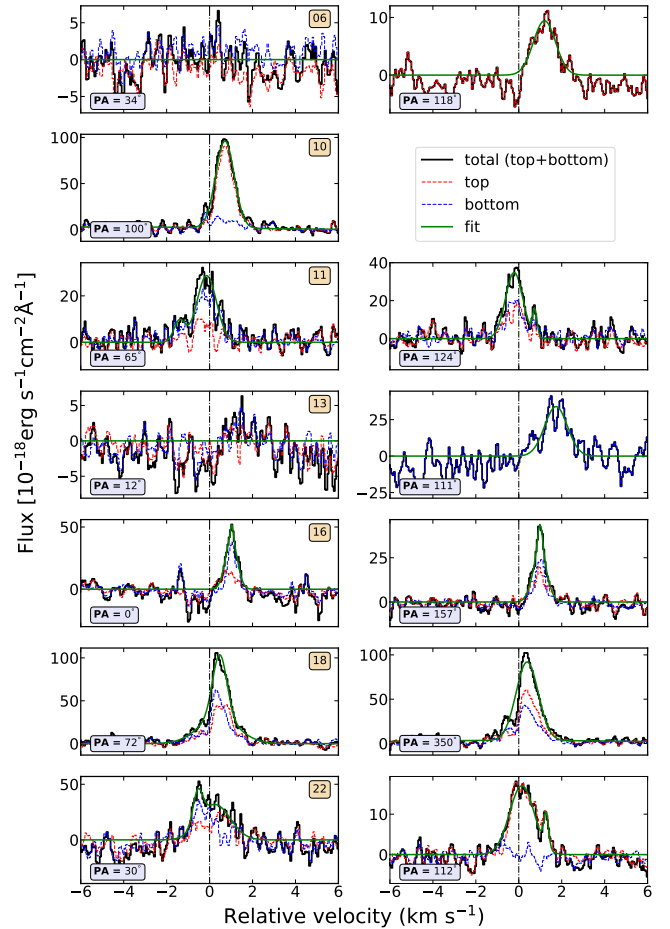 06
5
0
−5
PA = 34°
10
0
PA = 118°
10
100
50
0
PA = 100°
total (top+bottom)
top
bottom
fit
11
20
0
PA = 65°
40
20
0
PA = 124°
13
5
0
−5
PA = 12°
25
0
−25
PA = 111°
16
50
0
PA = 0°
25
0
PA = 157°
18
100
50
0
PA = 72°
100
50
0
PA = 350°
22
50
0
PA = 30°
10
0
PA = 112°
−6 −4 −2 0 2 4 6
−6 −4 −2 0 2 4 6
Relative velocity (km s⁻¹)
Flux [10⁻¹⁸erg s⁻¹cm⁻²Å⁻¹]